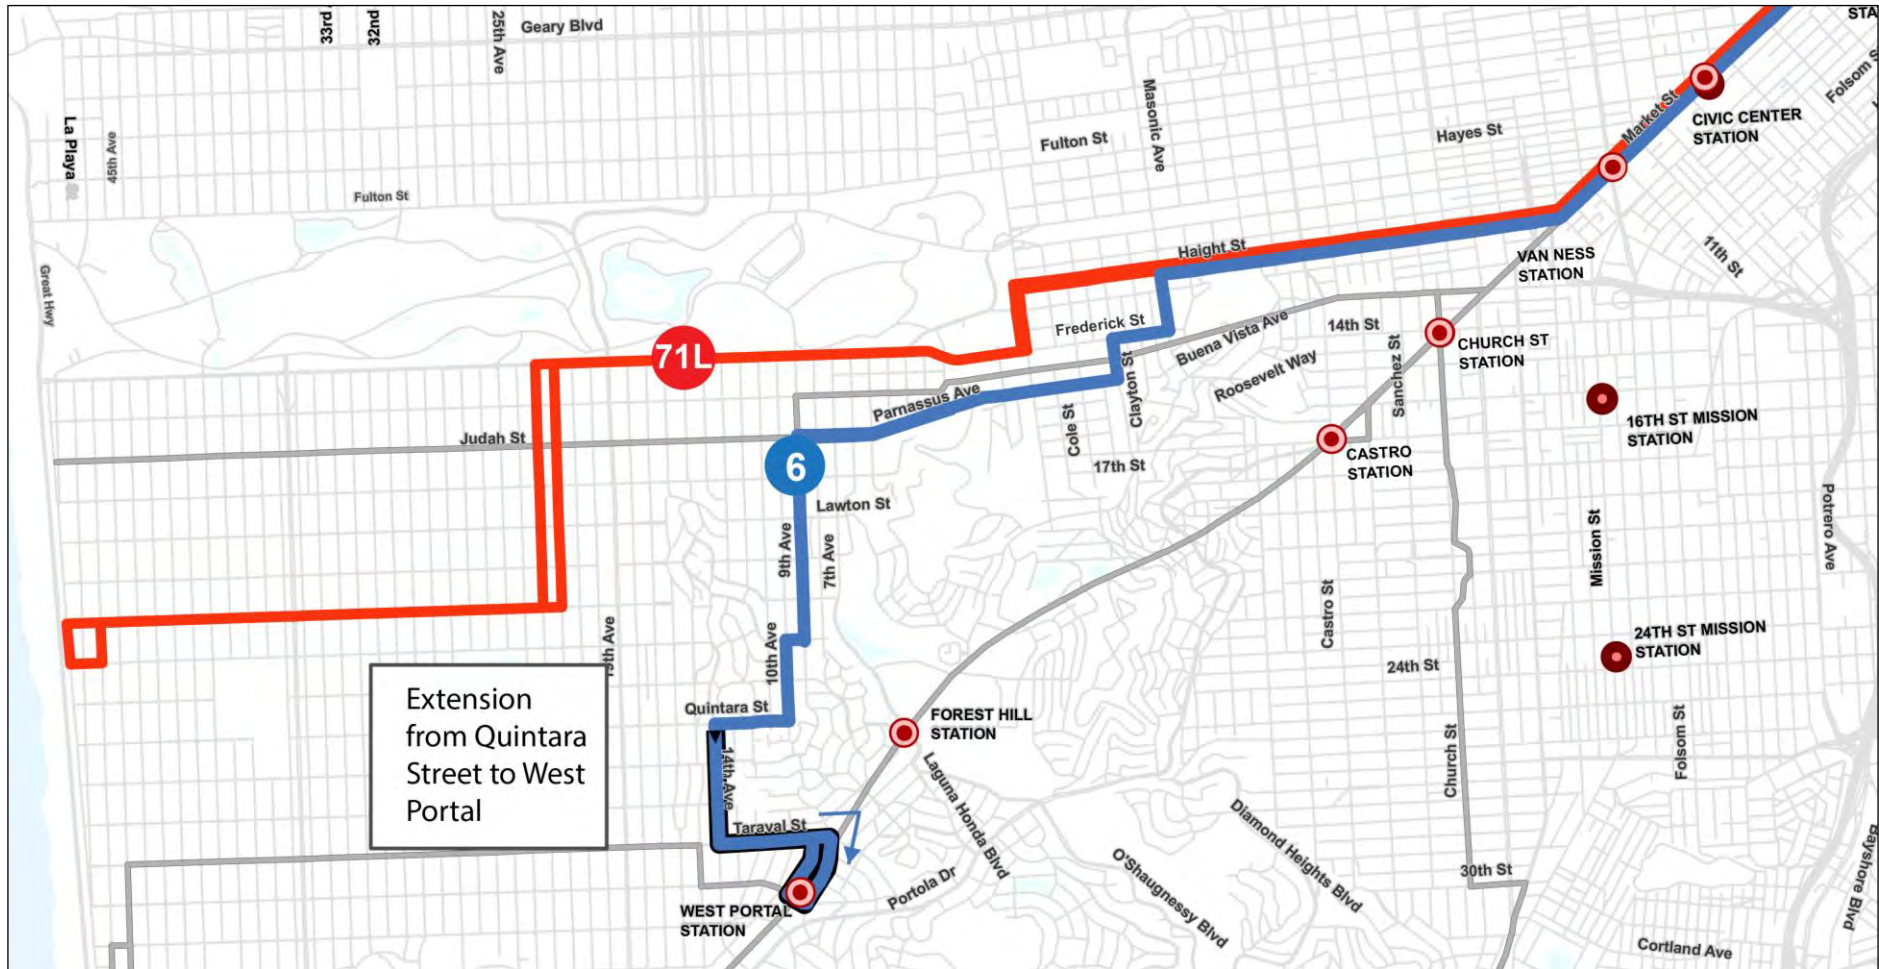 33rd
32nd
25th Ave
Geary Blvd
STA
Folsom S
La Playa St
45th Ave
Masonic Ave
Market St
CIVIC CENTER
STATION
Fulton St
Hayes St
Fulton St
Great Hwy
Haight St
VAN NESS
STATION
11th St
71L
Frederick St
Buena Vista Ave
14th St
CHURCH ST
STATION
Roosevelt Way
Sanchez St
Clayton St
Parnassus Ave
Cole St
Judah St
6
17th St
CASTRO
STATION
16TH ST MISSION
STATION
Lawton St
9th Ave
7th Ave
Mission St
Potrero Ave
Castro St
10th Ave
24TH ST MISSION
STATION
24th St
Extension
from Quintara
Street to West
Portal
Quintara St
FOREST HILL
STATION
Church St
Folsom St
14th Ave
Taraval St
Laguna Honda Blvd
Diamond Heights Blvd
O'Shaugnessy Blvd
30th St
Portola Dr
Bayshore Blvd
WEST PORTAL
STATION
Cortland Ave